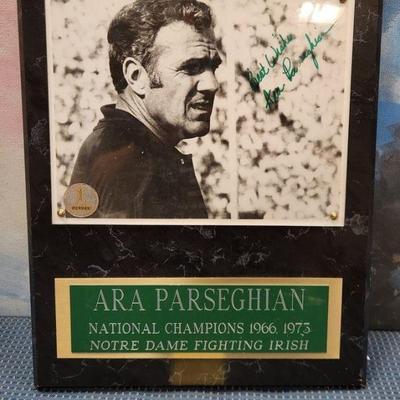 Best Wishes
Ara Parseghian
ARA PARSEGHIAN
NATIONAL CHAMPIONS 1966, 1973
NOTRE DAME FIGHTING IRISH